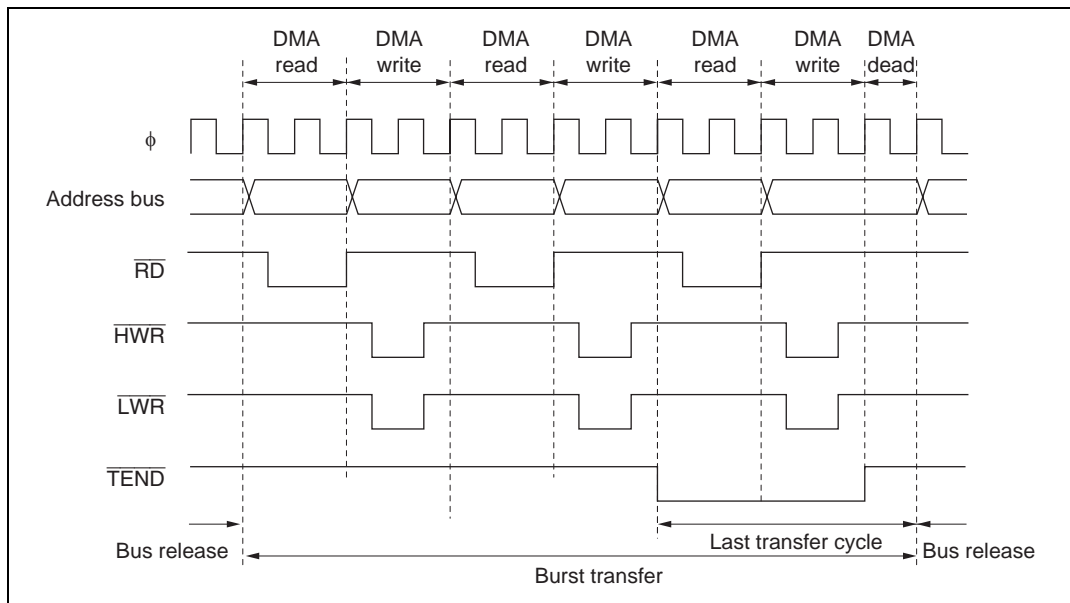 DMA read
DMA write
DMA read
DMA write
DMA read
DMA write
DMA dead
φ
Address bus
RD
HWR
LWR
TEND
Last transfer cycle
Bus release
Bus release
Burst transfer